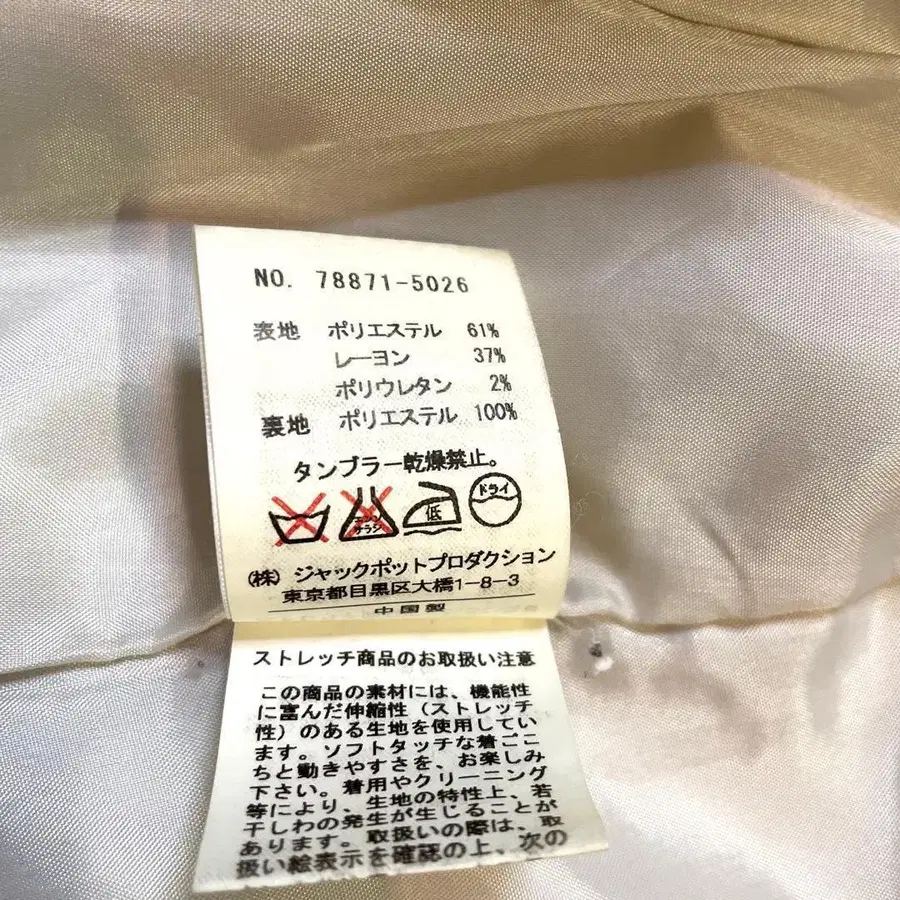 NO. 78871-5026
表地 ポリエステル 61%
レーヨン 37%
ポリウレタン 2%
裏地 ポリエステル 100%
タンブラー乾燥禁止。
エンソ サラシ 低 ドライ
(株) ジャックポットプロダクション
東京都目黒区大橋1-8-3
中国製
ストレッチ商品のお取扱い注意
この商品の素材には、機能性
に富んだ伸縮性(ストレッチ
性)のある生地を使用してい
ます。ソフトタッチな着ごこ
ちと動きやすさを、お楽しみ
下さい。着用やクリーニング
等により、生地の特性上、若
干しわの発生が生じることが
あります。取扱いの際は、取
扱い絵表示を確認の上、次の